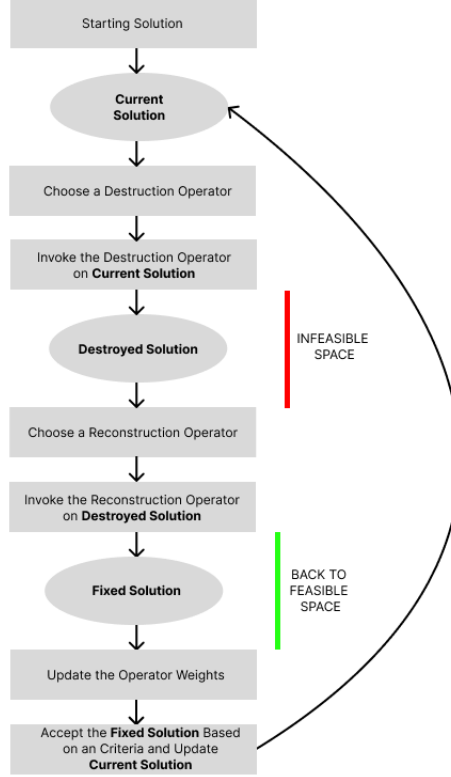 Starting Solution
Current
Solution
Choose a Destruction Operator
Invoke the Destruction Operator
on Current Solution
INFEASIBLE
SPACE
Destroyed Solution
Choose a Reconstruction Operator
Invoke the Reconstruction Operator
on Destroyed Solution
BACK TO
FEASIBLE
SPACE
Fixed Solution
Update the Operator Weights
Accept the Fixed Solution Based
on an Criteria and Update
Current Solution